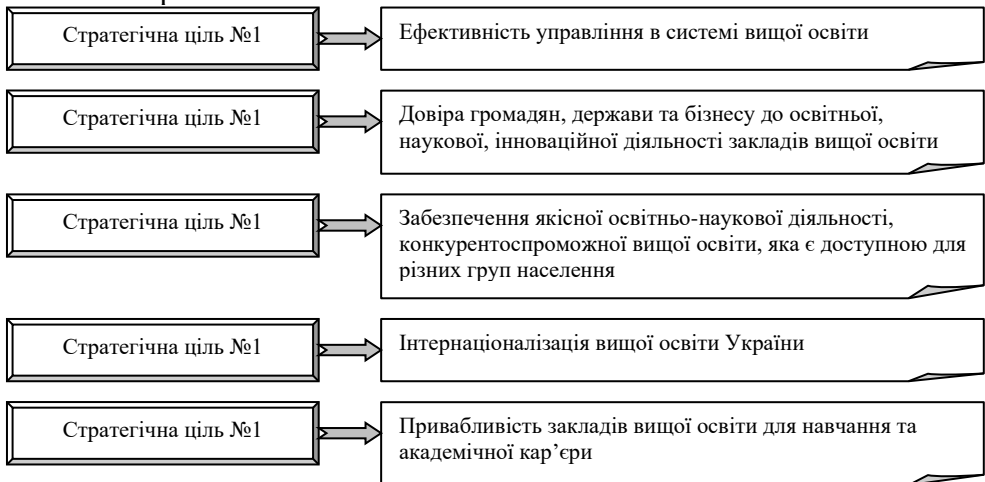 Стратегічна ціль №1
Ефективність управління в системі вищої освіти
Стратегічна ціль №1
Довіра громадян, держави та бізнесу до освітньої,
наукової, інноваційної діяльності закладів вищої освіти
Стратегічна ціль №1
Забезпечення якісної освітньо-наукової діяльності,
конкурентоспроможної вищої освіти, яка є доступною для
різних груп населення
Стратегічна ціль №1
Інтернаціоналізація вищої освіти України
Стратегічна ціль №1
Привабливість закладів вищої освіти для навчання та
академічної кар’єри